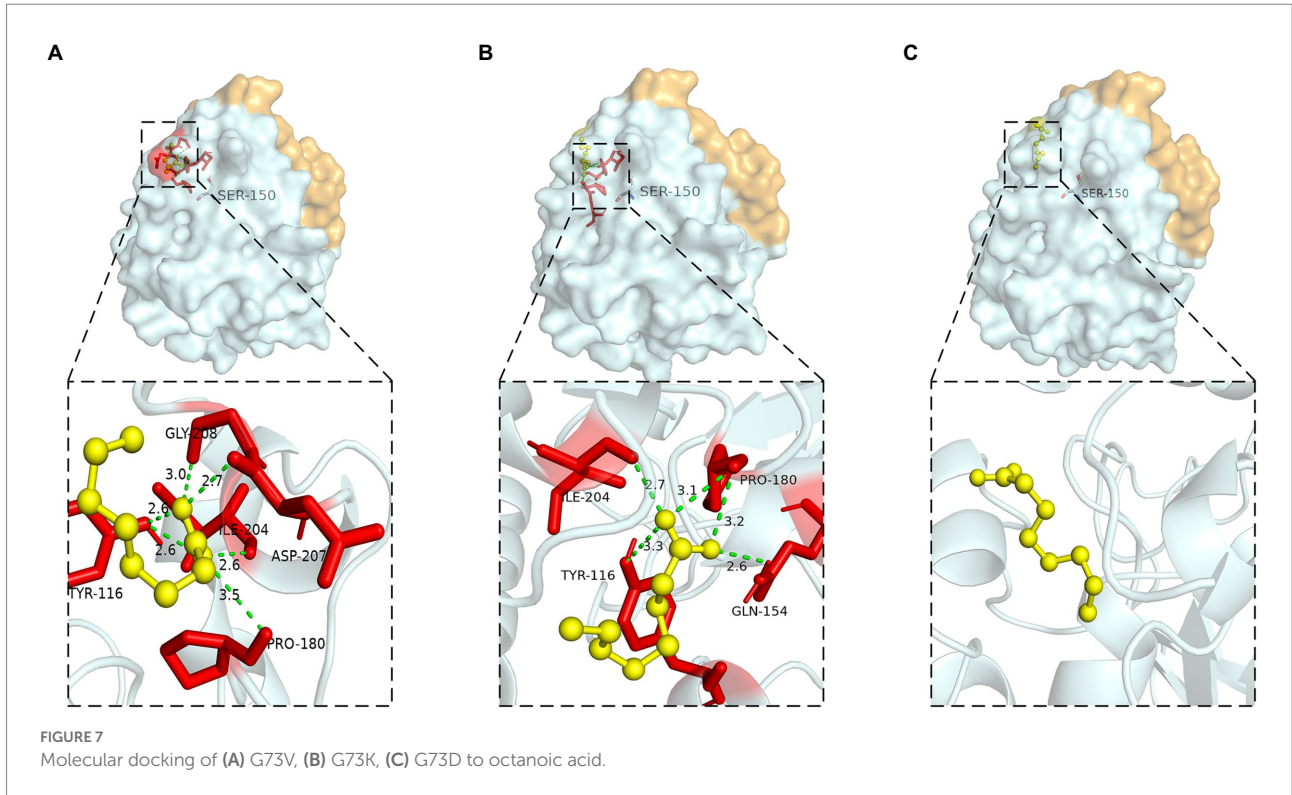 A
B
C
SER-150
SER-150
SER-150
GLY-208
3.0
2.7
2.6
ILE-204
2.6
2.6
ASP-207
TYR-116
3.5
PRO-180
2.7
3.1
PRO-180
ILE-204
3.2
3.3
2.6
TYR-116
GLN-154
FIGURE 7
Molecular docking of (A) G73V, (B) G73K, (C) G73D to octanoic acid.